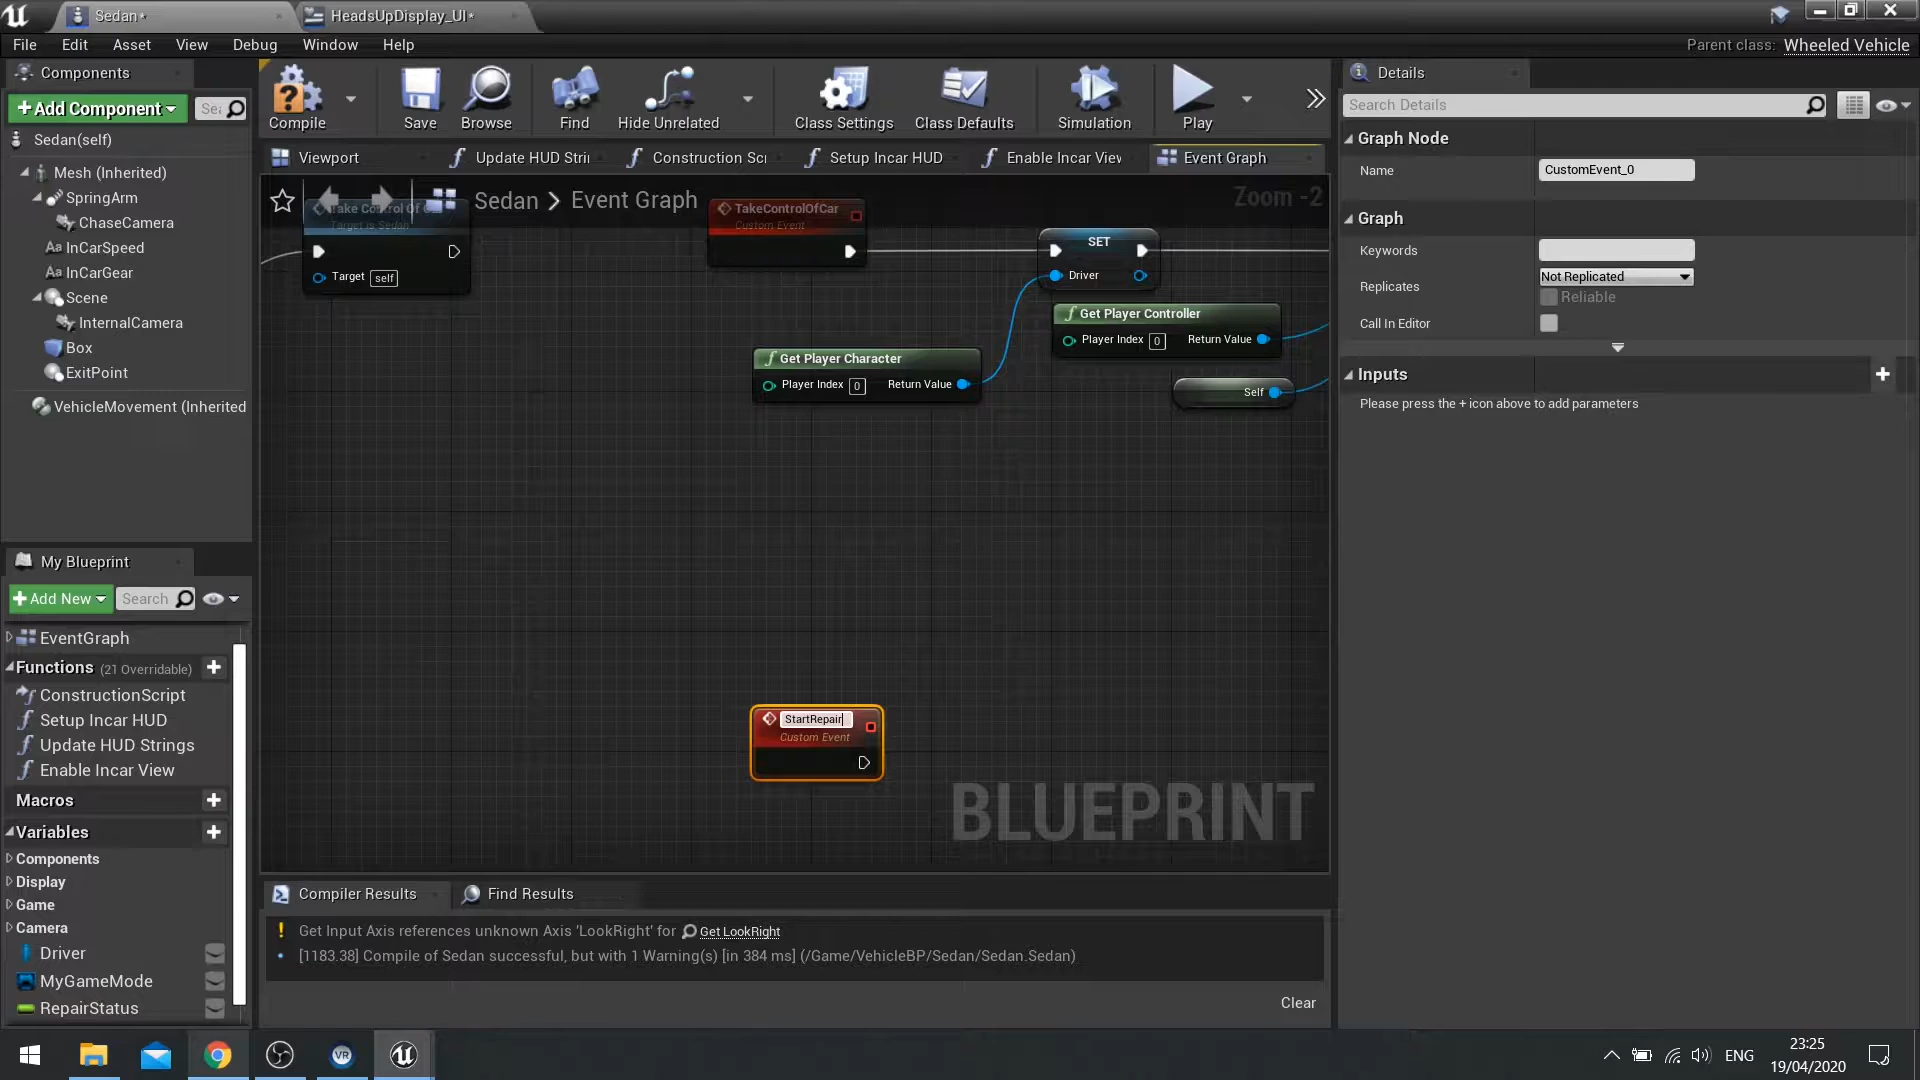 Sedan*
HeadsUpDisplay_UI*
File Edit Asset View Debug Window Help
Parent class: Wheeled Vehicle
Components
+Add Component
Sedan(self)
Mesh (Inherited)
SpringArm
ChaseCamera
InCarSpeed
InCarGear
Scene
InternalCamera
Box
ExitPoint
VehicleMovement (Inherited
My Blueprint
+Add New
Search
EventGraph
Functions (21 Overridable)
ConstructionScript
Setup Incar HUD
Update HUD Strings
Enable Incar View
Macros
Variables
Components
Display
Game
Camera
Driver
MyGameMode
RepairStatus
Compile
Save
Browse
Find
Hide Unrelated
Class Settings
Class Defaults
Simulation
Play
Viewport
Update HUD Stri
Construction Sc
Setup Incar HUD
Enable Incar View
Event Graph
Sedan > Event Graph
Zoom -2
Take Control Of
Target is Sedan
Target self
TakeControlOfCar
Custom Event
SET
Driver
Get Player Controller
Player Index 0 Return Value
Get Player Character
Player Index 0 Return Value
Self
StartRepair
Custom Event
BLUEPRINT
Compiler Results
Find Results
Get Input Axis references unknown Axis 'LookRight' for Get LookRight
[1183.38] Compile of Sedan successful, but with 1 Warning(s) [in 384 ms] (/Game/VehicleBP/Sedan/Sedan.Sedan)
Clear
Details
Search Details
Graph Node
Name CustomEvent_0
Graph
Keywords
Replicates Not Replicated
Reliable
Call In Editor
Inputs
Please press the + icon above to add parameters
VR
ENG
23:25
19/04/2020